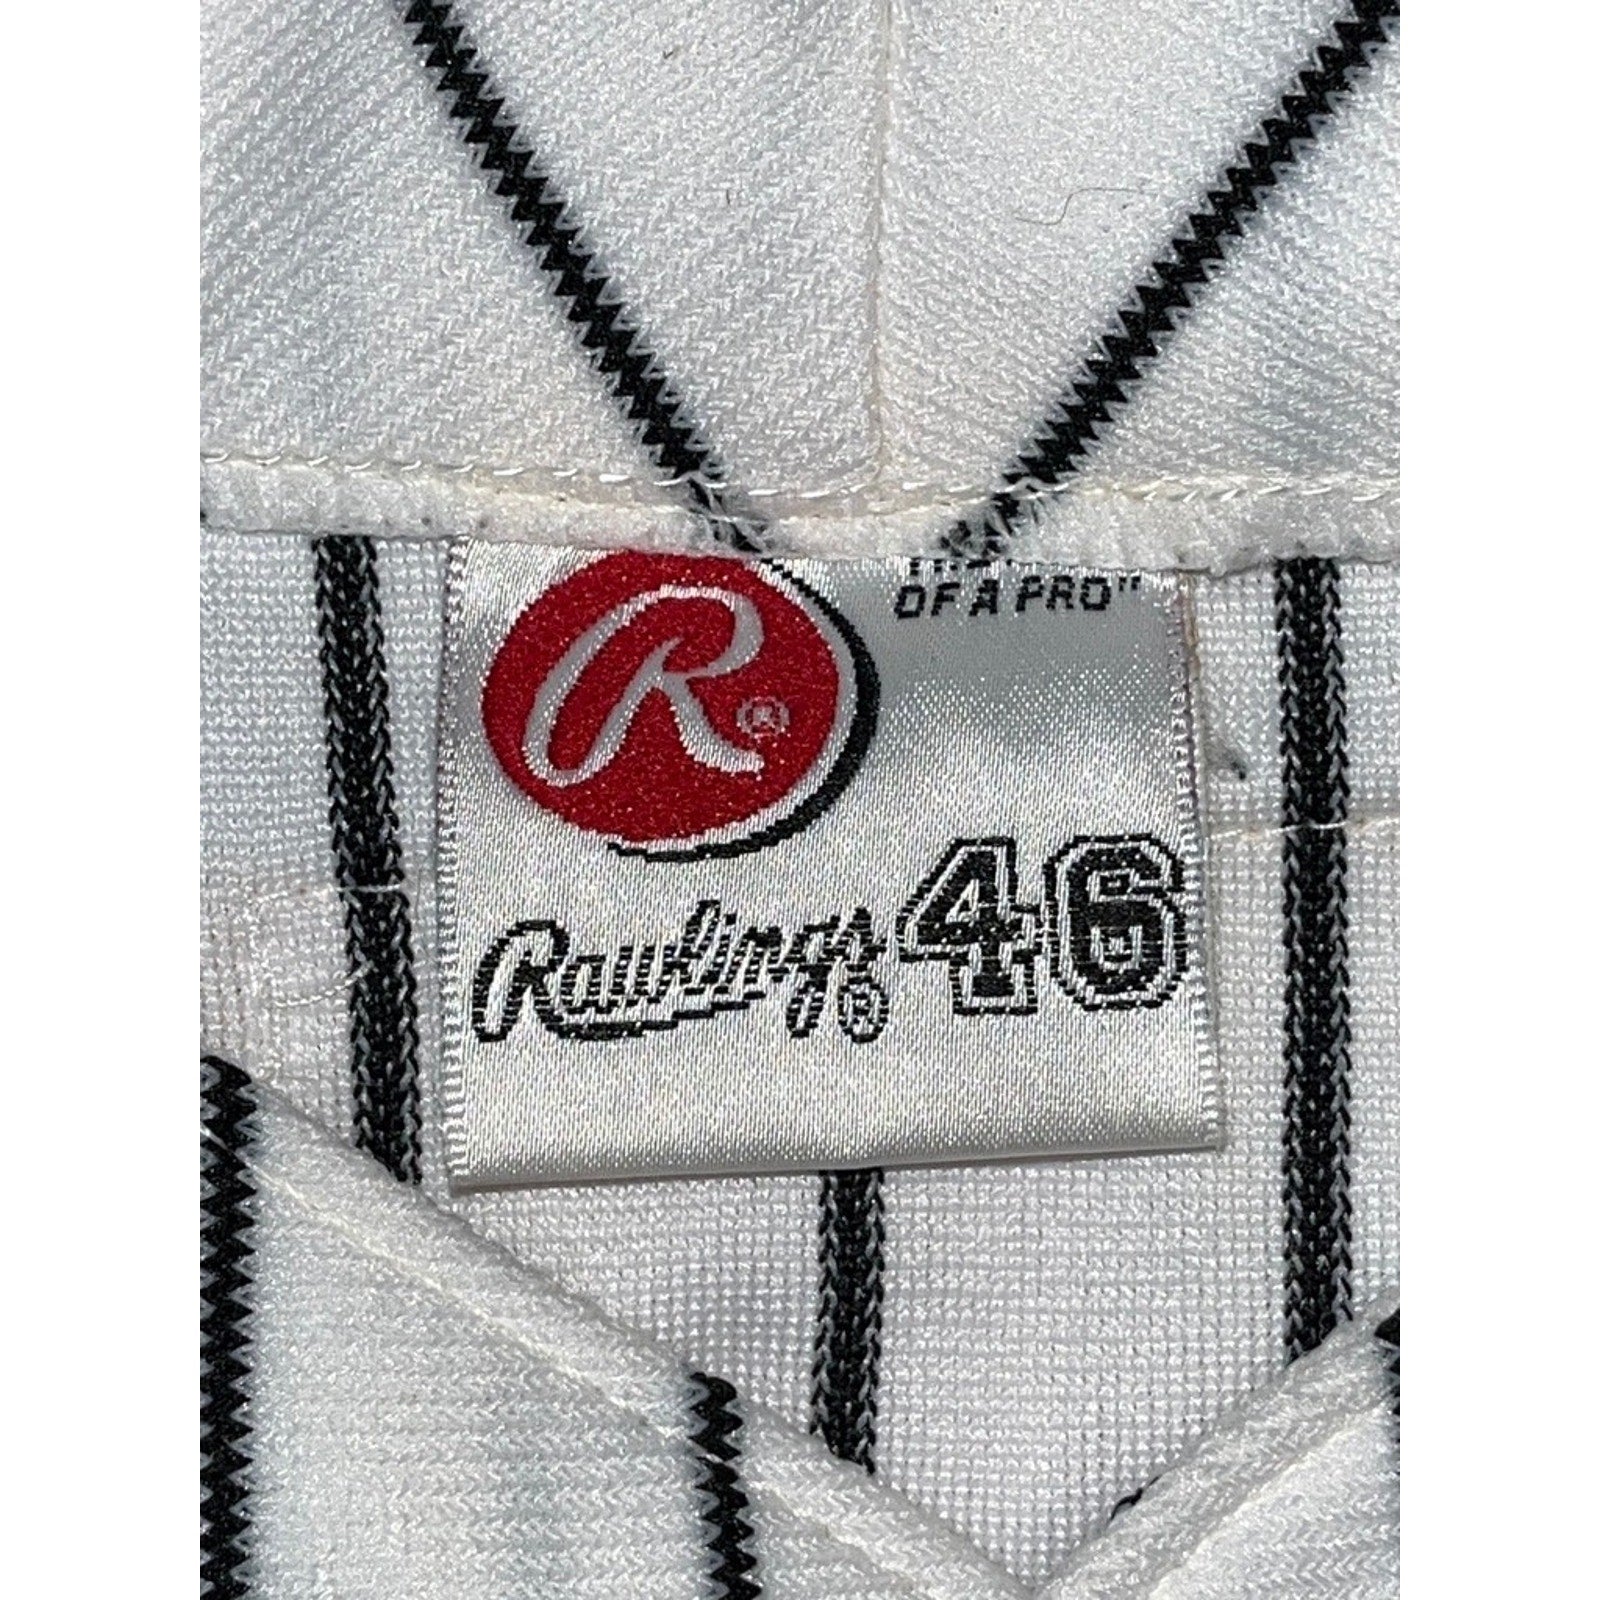 OF A PRO"
R ®
Rawlings® 46